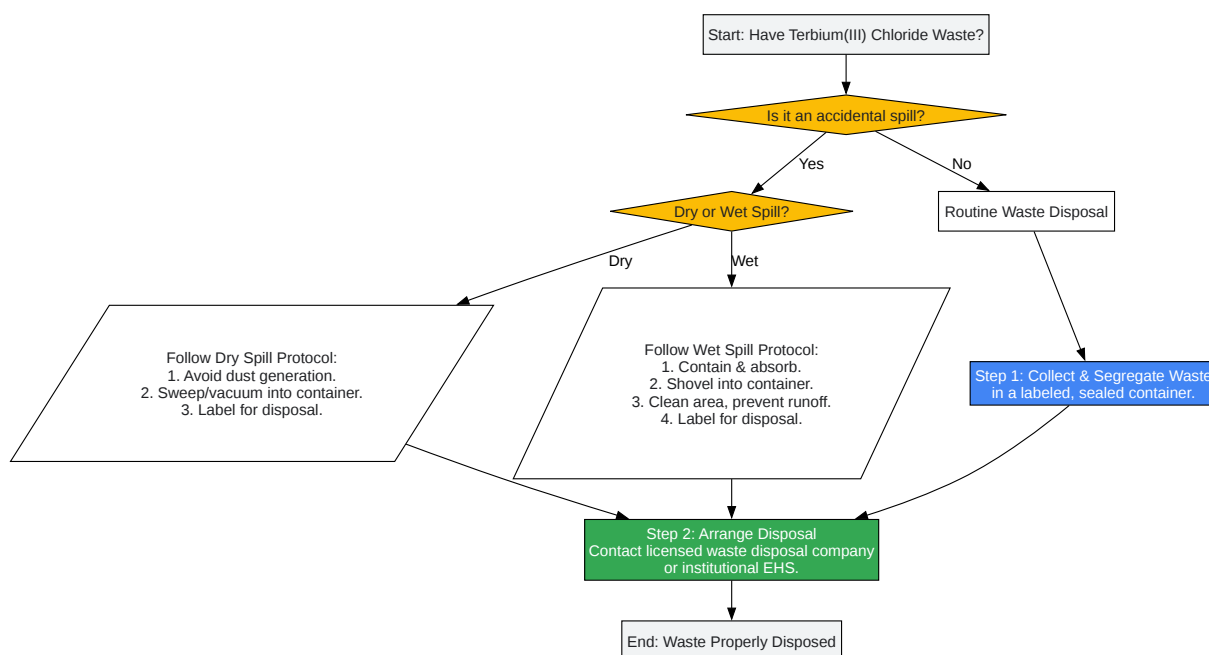 Start: Have Terbium(III) Chloride Waste?
Is it an accidental spill?
Yes
No
Dry or Wet Spill?
Routine Waste Disposal
Dry
Wet
Follow Dry Spill Protocol:
1. Avoid dust generation.
2. Sweep/vacuum into container.
3. Label for disposal.
Follow Wet Spill Protocol:
1. Contain & absorb.
2. Shovel into container.
3. Clean area, prevent runoff.
4. Label for disposal.
Step 1: Collect & Segregate Waste
in a labeled, sealed container.
Step 2: Arrange Disposal
Contact licensed waste disposal company
or institutional EHS.
End: Waste Properly Disposed